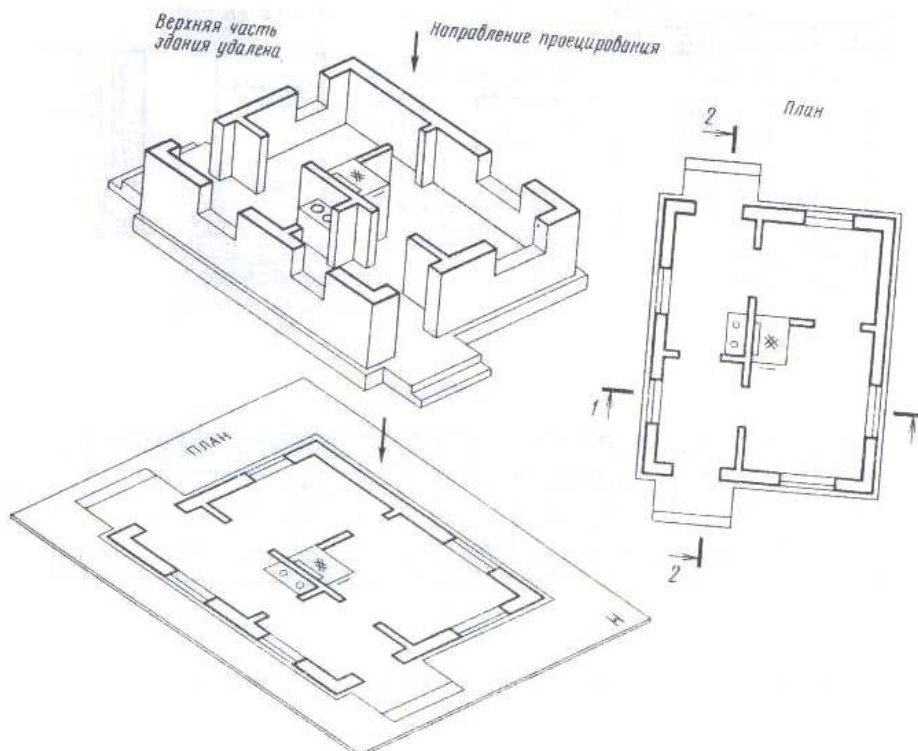 Верхняя часть
здания удалена
Направление проецирования
План
2
1
2
ПЛАН
Н